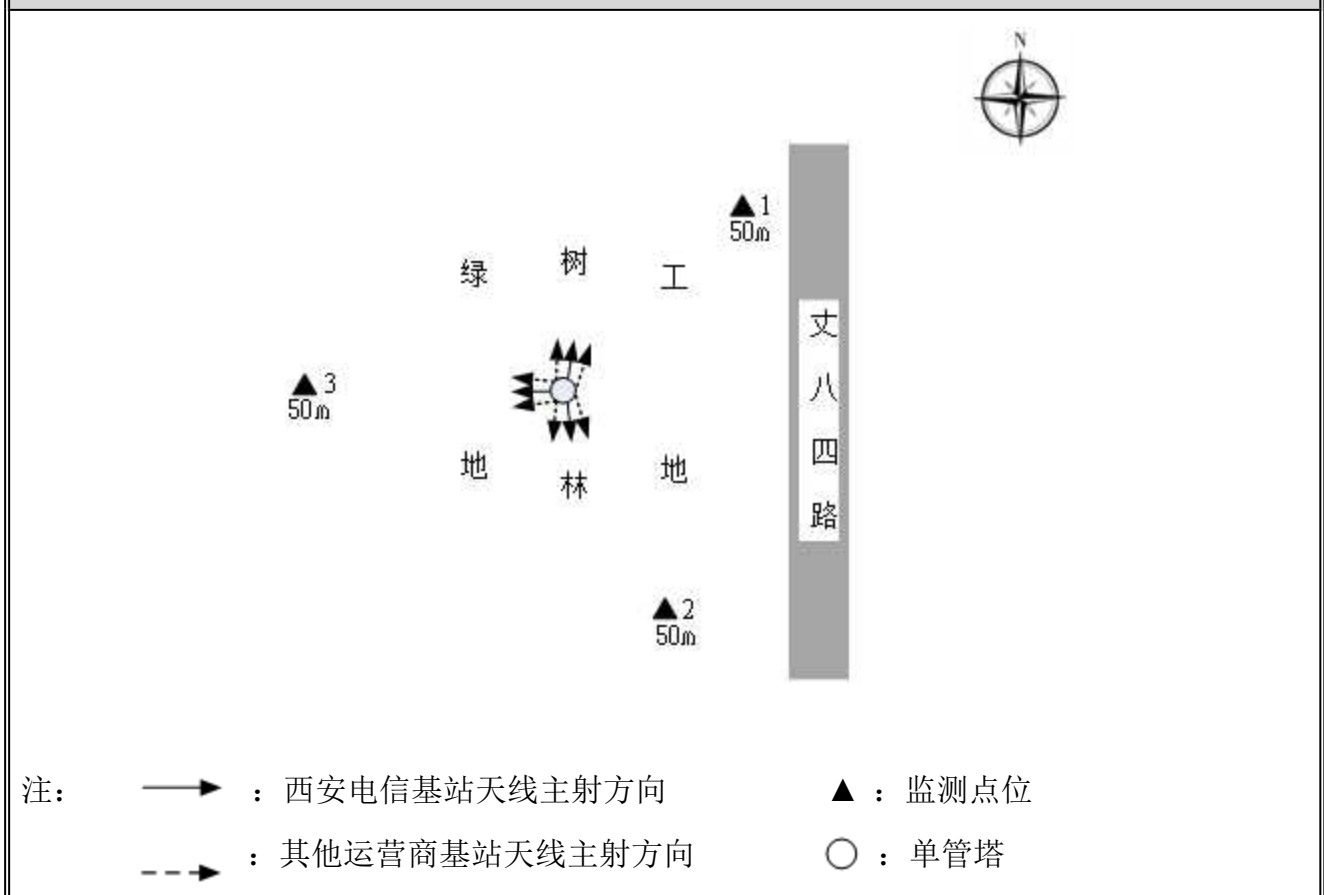 N
▲1
50m
绿 树 工
丈八四路
▲3
50m
地 林 地
▲2
50m
注： ：西安电信基站天线主射方向 ▲：监测点位
：其他运营商基站天线主射方向 ○：单管塔